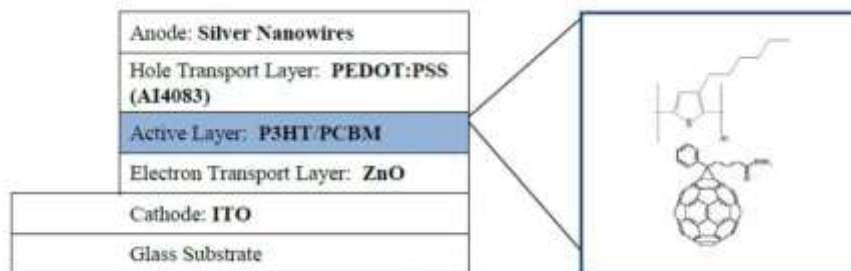 Anode: Silver Nanowires
Hole Transport Layer: PEDOT:PSS
(AI4083)
Active Layer: P3HT/PCBM
Electron Transport Layer: ZnO
Cathode: ITO
Glass Substrate